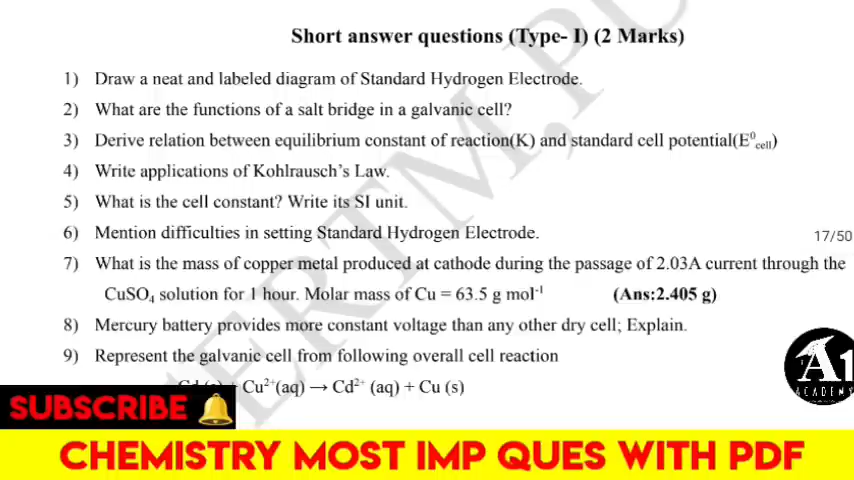 Short answer questions (Type- I) (2 Marks)
1) Draw a neat and labeled diagram of Standard Hydrogen Electrode.
2) What are the functions of a salt bridge in a galvanic cell?
3) Derive relation between equilibrium constant of reaction(K) and standard cell potential(E⁰cell)
4) Write applications of Kohlrausch's Law.
5) What is the cell constant? Write its SI unit.
6) Mention difficulties in setting Standard Hydrogen Electrode.
17/50
7) What is the mass of copper metal produced at cathode during the passage of 2.03A current through the
CuSO₄ solution for 1 hour. Molar mass of Cu = 63.5 g mol⁻¹ (Ans:2.405 g)
8) Mercury battery provides more constant voltage than any other dry cell; Explain.
9) Represent the galvanic cell from following overall cell reaction
Cu²⁺(aq) → Cd²⁺ (aq) + Cu (s)
A1
ACADEMY
SUBSCRIBE
CHEMISTRY MOST IMP QUES WITH PDF